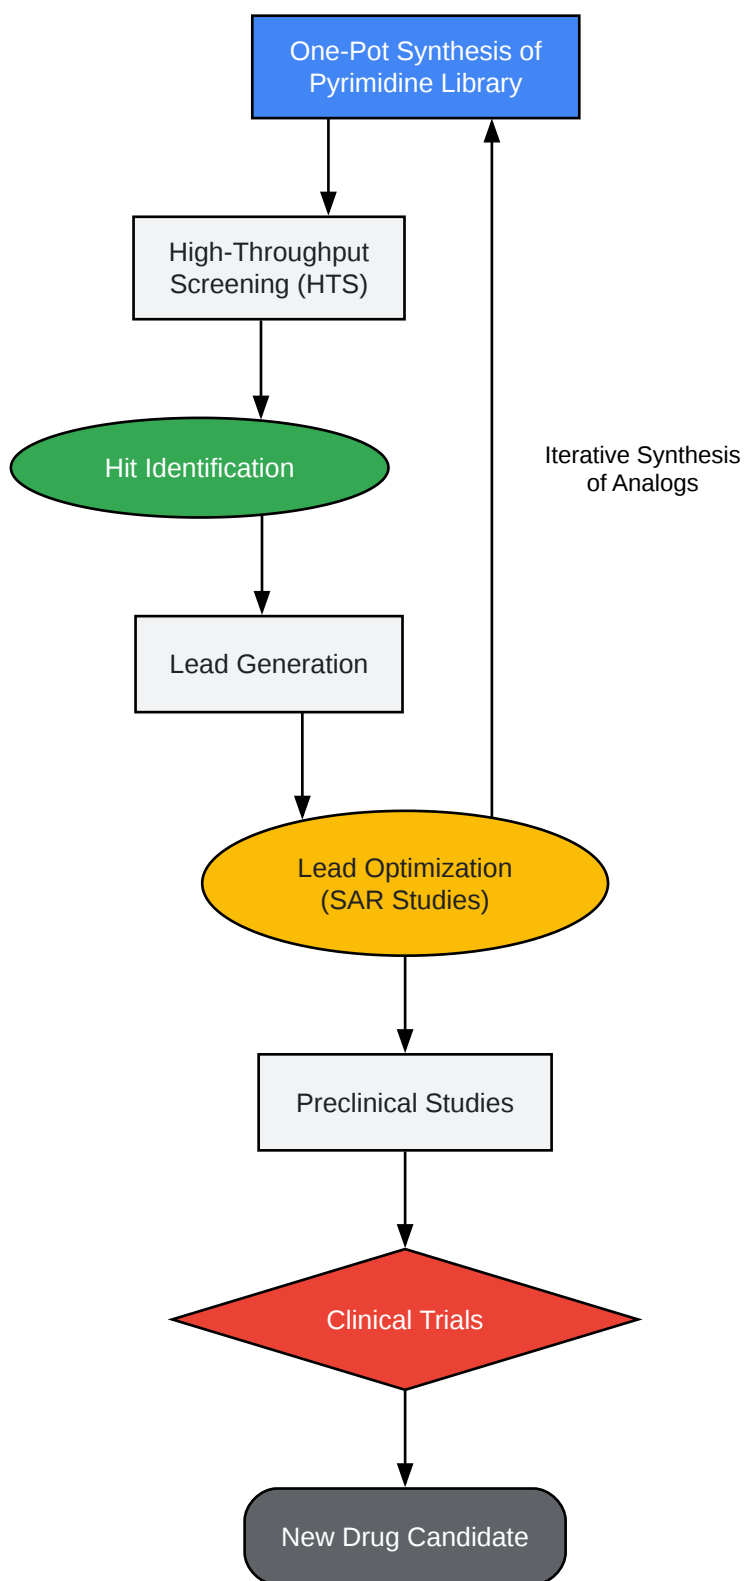 One-Pot Synthesis of
Pyrimidine Library
High-Throughput
Screening (HTS)
Hit Identification
Iterative Synthesis
of Analogs
Lead Generation
Lead Optimization
(SAR Studies)
Preclinical Studies
Clinical Trials
New Drug Candidate